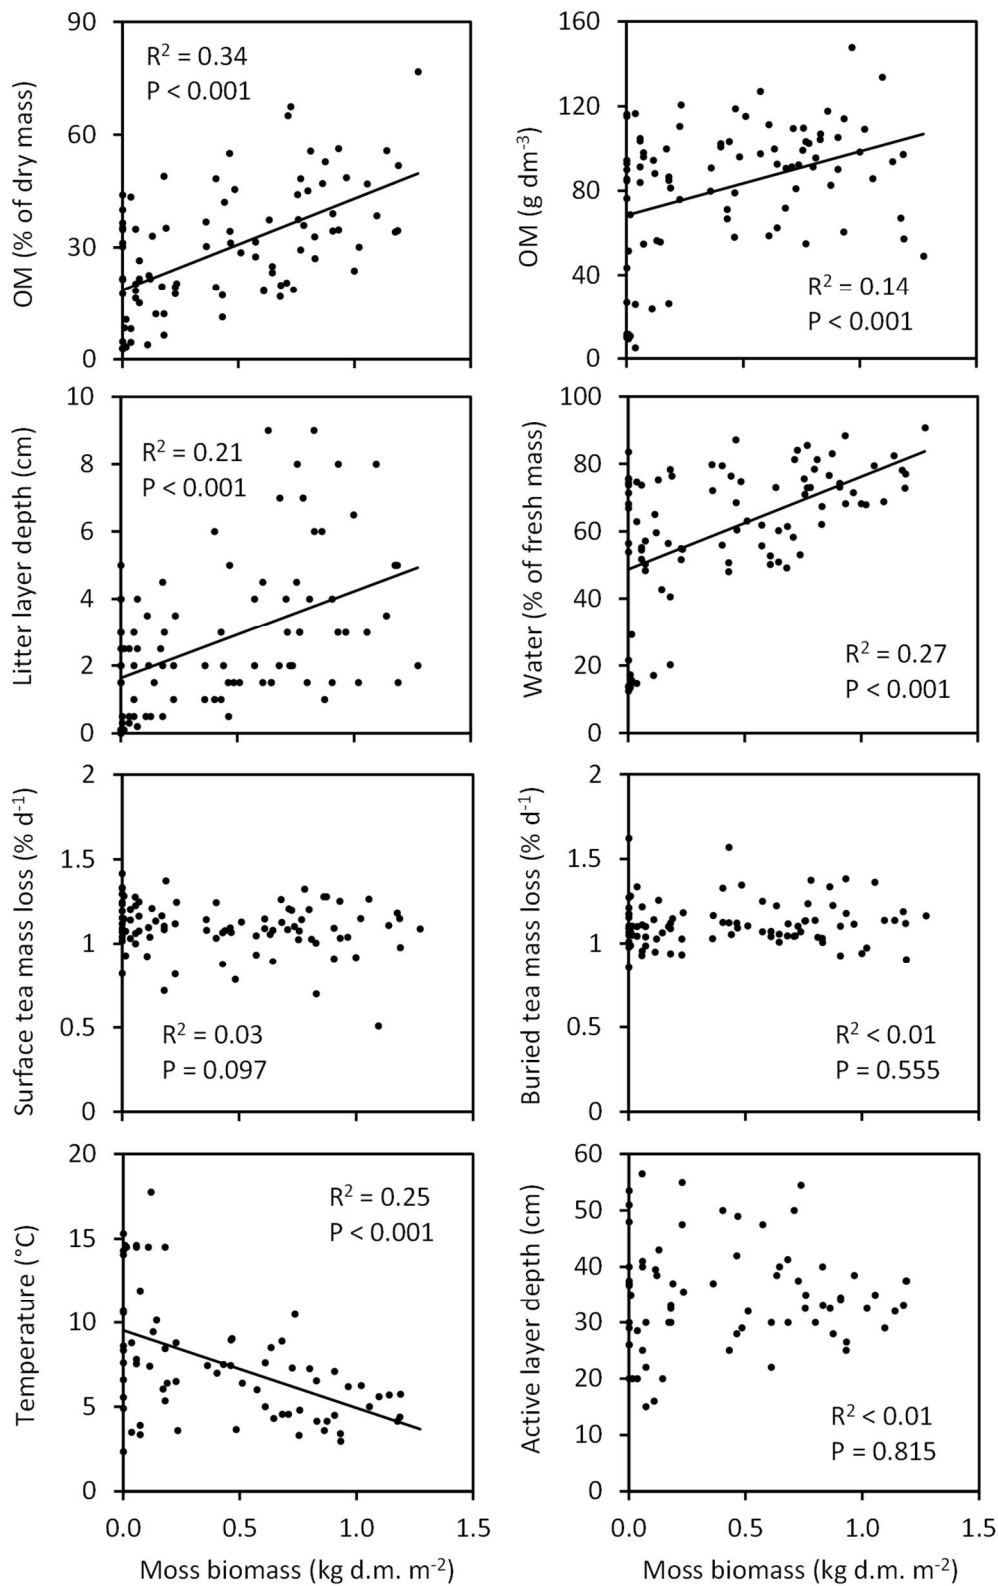 OM (% of dry mass)
90
60
30
0
R² = 0.34
P < 0.001
OM (g dm⁻³)
160
120
80
40
0
R² = 0.14
P < 0.001
Litter layer depth (cm)
10
8
6
4
2
0
R² = 0.21
P < 0.001
Water (% of fresh mass)
100
80
60
40
20
0
R² = 0.27
P < 0.001
Surface tea mass loss (% d⁻¹)
2
1.5
1
0.5
0
R² = 0.03
P = 0.097
Buried tea mass loss (% d⁻¹)
2
1.5
1
0.5
0
R² < 0.01
P = 0.555
Temperature (°C)
20
15
10
5
0
R² = 0.25
P < 0.001
0.0 0.5 1.0 1.5
Moss biomass (kg d.m. m⁻²)
Active layer depth (cm)
60
50
40
30
20
10
0
R² < 0.01
P = 0.815
0.0 0.5 1.0 1.5
Moss biomass (kg d.m. m⁻²)